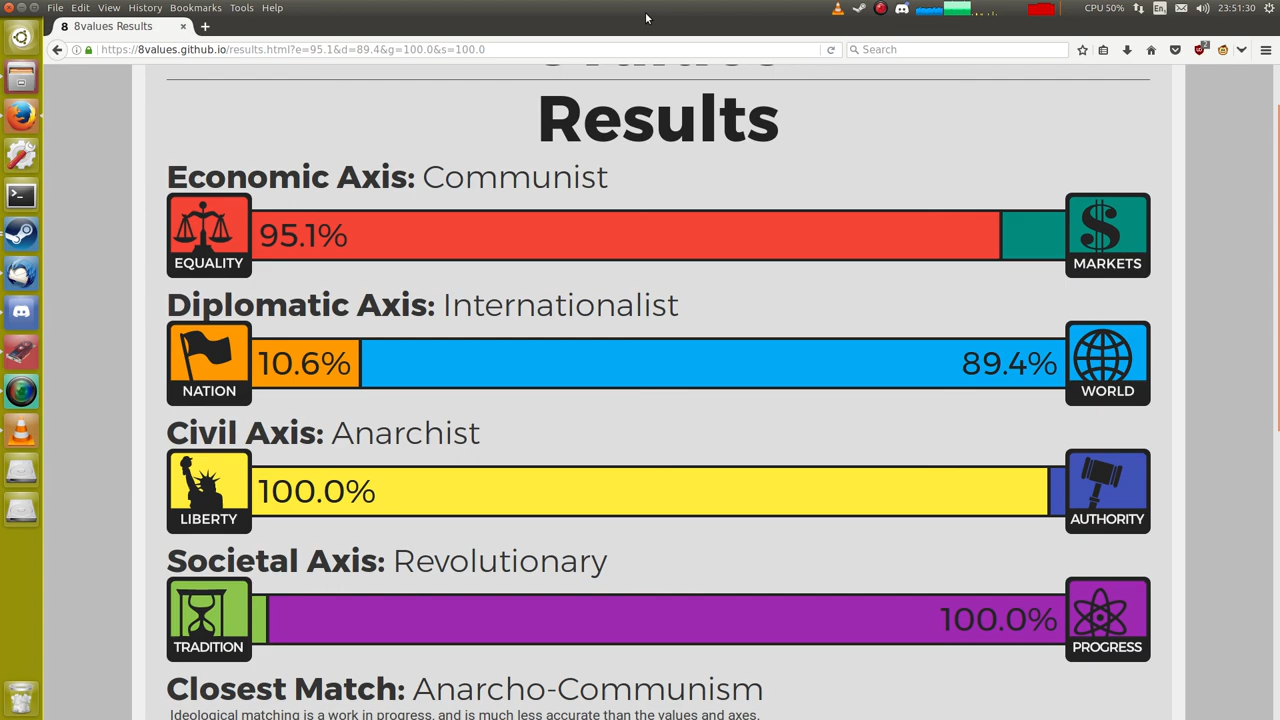 File Edit View History Bookmarks Tools Help CPU 50% En 23:51:30
8 8values Results
https://8values.github.io/results.html?e=95.1&d=89.4&g=100.0&s=100.0 Search
Results
Economic Axis: Communist
95.1%
EQUALITY MARKETS
Diplomatic Axis: Internationalist
10.6% 89.4%
NATION WORLD
Civil Axis: Anarchist
100.0%
LIBERTY AUTHORITY
Societal Axis: Revolutionary
100.0%
TRADITION PROGRESS
Closest Match: Anarcho-Communism
Ideological matching is a work in progress, and is much less accurate than the values and axes.